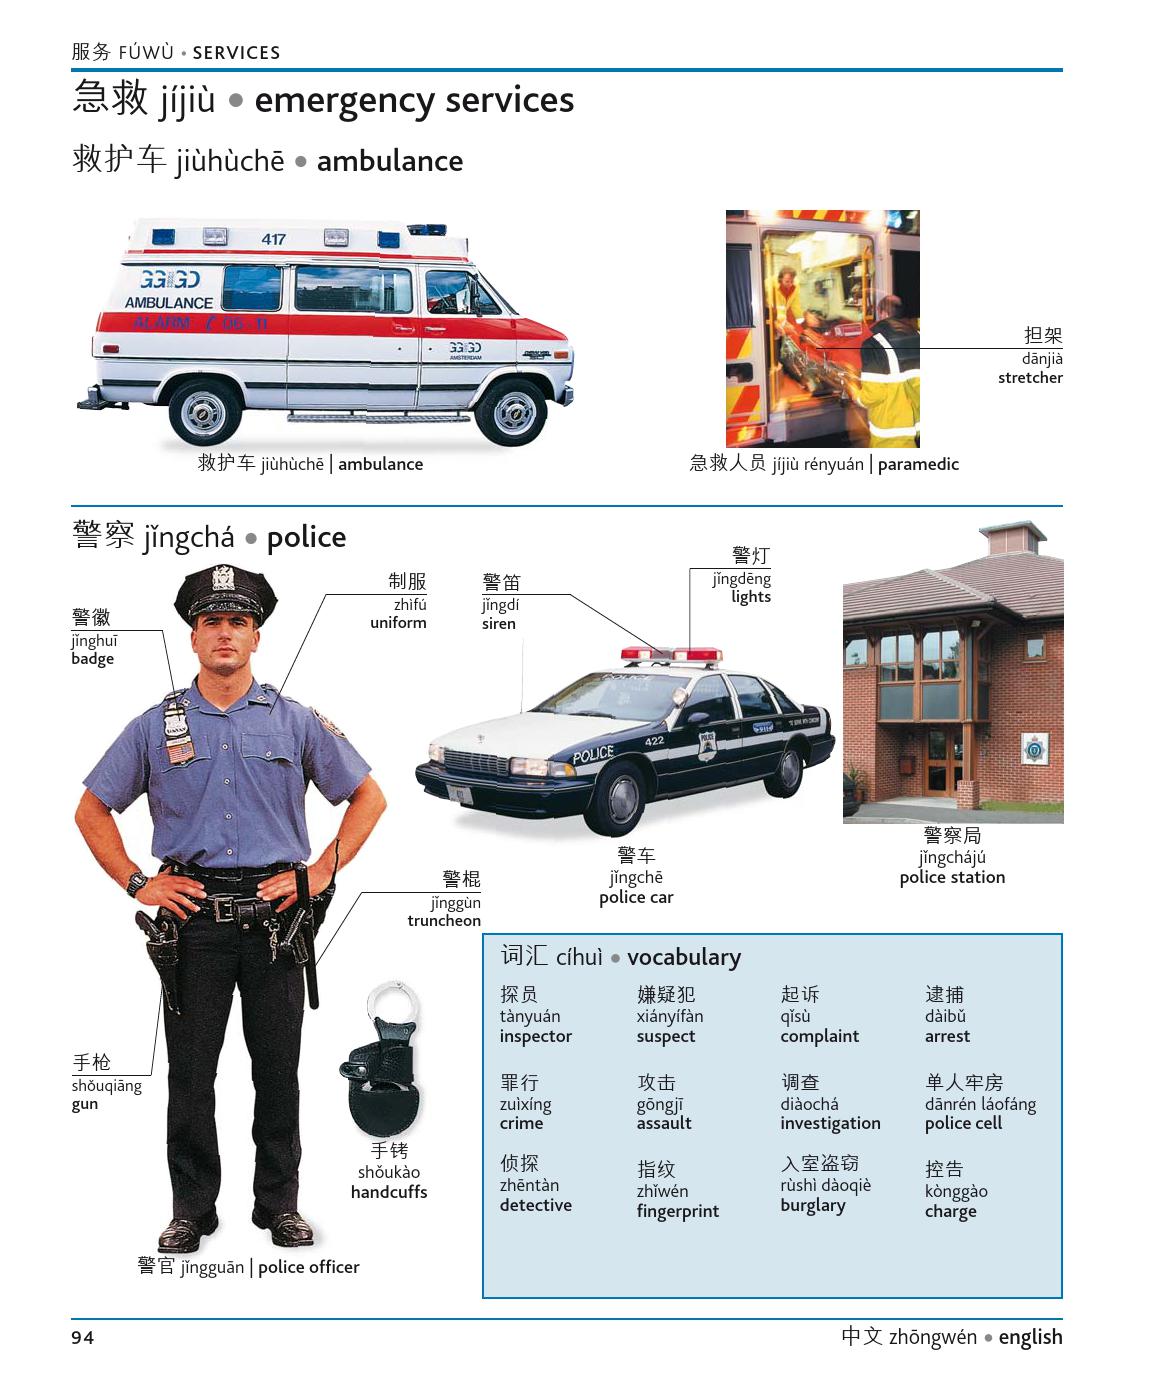 服务 FÚWÙ • SERVICES
急救 jíjiù • emergency services
救护车 jiùhùchē • ambulance
417
GG GD
AMBULANCE
ALARM 06-11
GG GD
AMSTERDAM
担架
dānjià
stretcher
救护车 jiùhùchē | ambulance
急救人员 jíjiù rényuán | paramedic
警察 jǐngchá • police
警徽
jǐnghuī
badge
制服
zhìfú
uniform
警笛
jǐngdí
siren
警灯
jǐngdēng
lights
POLICE
POLICE
422
POLICE
警车
jǐngchē
police car
警察局
jǐngchájú
police station
警棍
jǐnggùn
truncheon
手枪
shǒuqiāng
gun
手铐
shǒukào
handcuffs
警官 jǐngguān | police officer
词汇 cíhuì • vocabulary
探员
tànyuán
inspector
嫌疑犯
xiányífàn
suspect
起诉
qǐsù
complaint
逮捕
dàibǔ
arrest
罪行
zuìxíng
crime
攻击
gōngjī
assault
调查
diàochá
investigation
单人牢房
dānrén láofáng
police cell
侦探
zhēntàn
detective
指纹
zhǐwén
fingerprint
入室盗窃
rùshì dàoqiè
burglary
控告
kònggào
charge
94
中文 zhōngwén • english